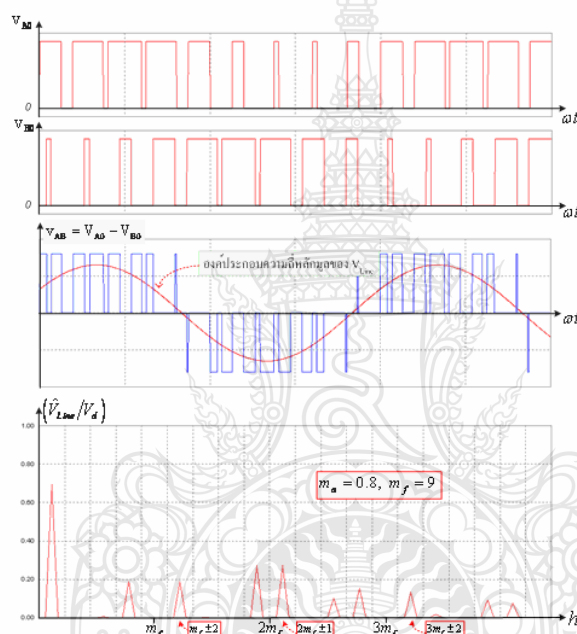 V_AO
0
ωt
V_BO
0
ωt
v_AB = V_AO − V_BO
องค์ประกอบความถี่หลักมูลของ V_Line
ωt
(V̂_Line/V_d)
1.00
0.80
m_a = 0.8, m_f = 9
0.60
0.40
0.20
0.00
m_f m_f±2 2m_f 2m_f±1 3m_f 3m_f±2 h